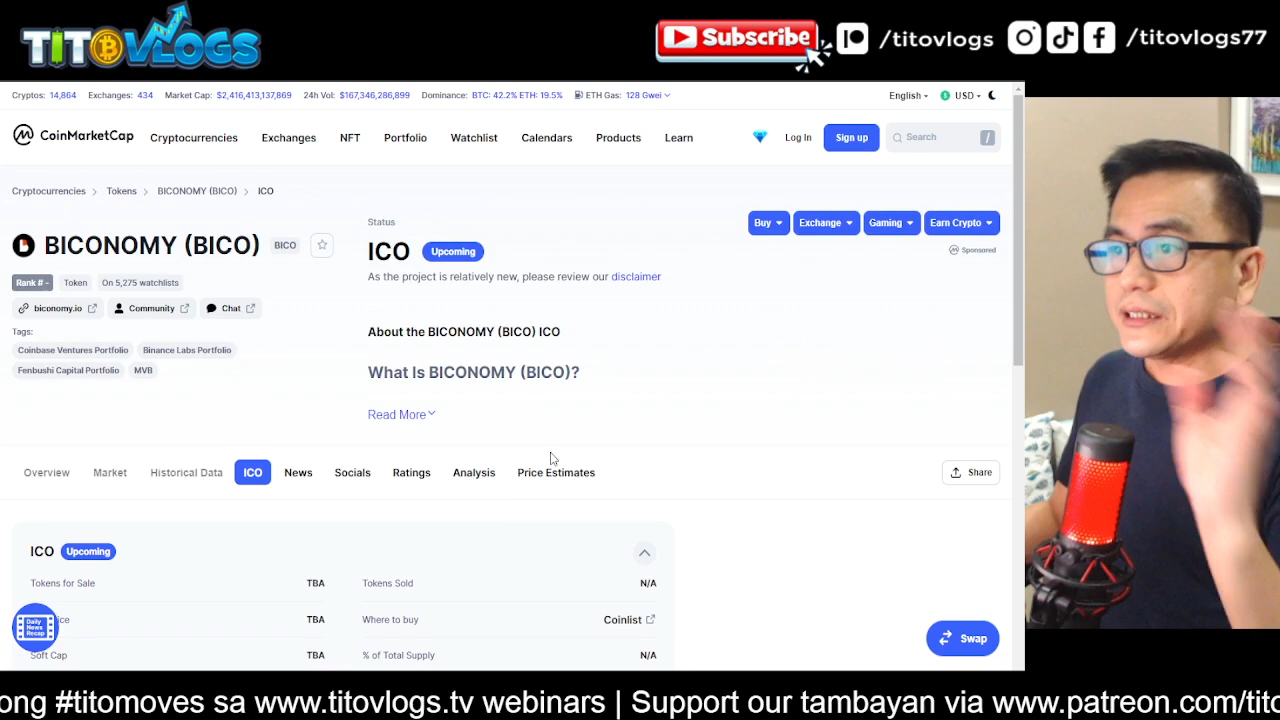 TITOVLOGS
Subscribe
/titovlogs
/titovlogs77
Cryptos: 14,864 Exchanges: 434 Market Cap: $2,416,413,137,869 24h Vol: $167,346,286,899 Dominance: BTC: 42.2% ETH: 19.5% ETH Gas: 128 Gwei
English USD
CoinMarketCap
Cryptocurrencies Exchanges NFT Portfolio Watchlist Calendars Products Learn
Log In Sign up Search /
Cryptocurrencies > Tokens > BICONOMY (BICO) > ICO
BICONOMY (BICO) BICO
Rank # - Token On 5,275 watchlists
biconomy.io Community Chat
Tags:
Coinbase Ventures Portfolio Binance Labs Portfolio
Fenbushi Capital Portfolio MVB
Status
ICO Upcoming
As the project is relatively new, please review our disclaimer
Buy Exchange Gaming Earn Crypto
Sponsored
About the BICONOMY (BICO) ICO
What Is BICONOMY (BICO)?
Read More
Overview Market Historical Data ICO News Socials Ratings Analysis Price Estimates Share
ICO Upcoming
Tokens for Sale TBA Tokens Sold N/A
ice TBA Where to buy Coinlist
Soft Cap TBA % of Total Supply N/A
Daily
News
Recap
Swap
ong #titomoves sa www.titovlogs.tv webinars | Support our tambayan via www.patreon.com/tito